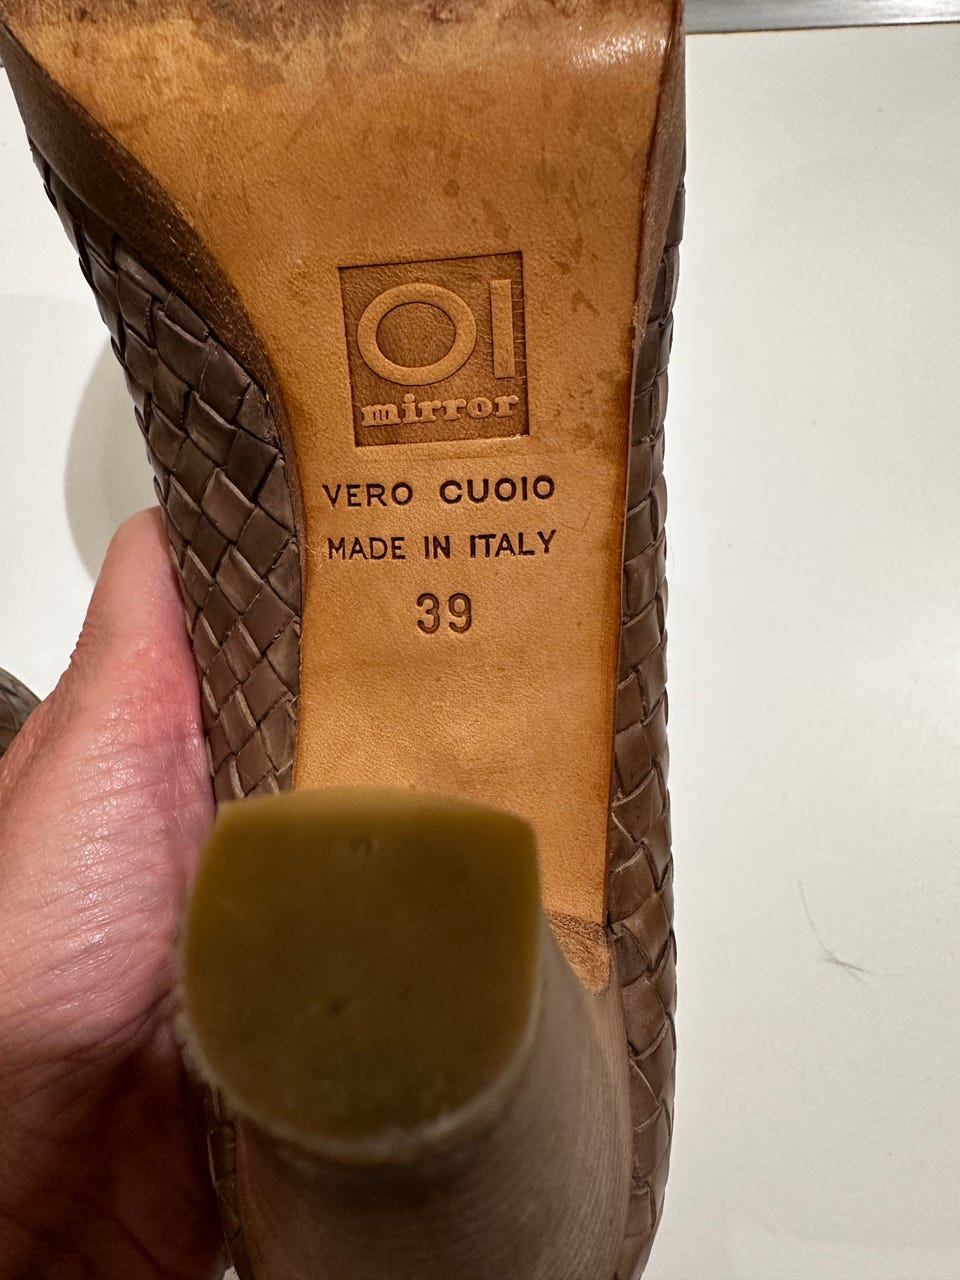 OI
mirror
VERO CUOIO
MADE IN ITALY
39